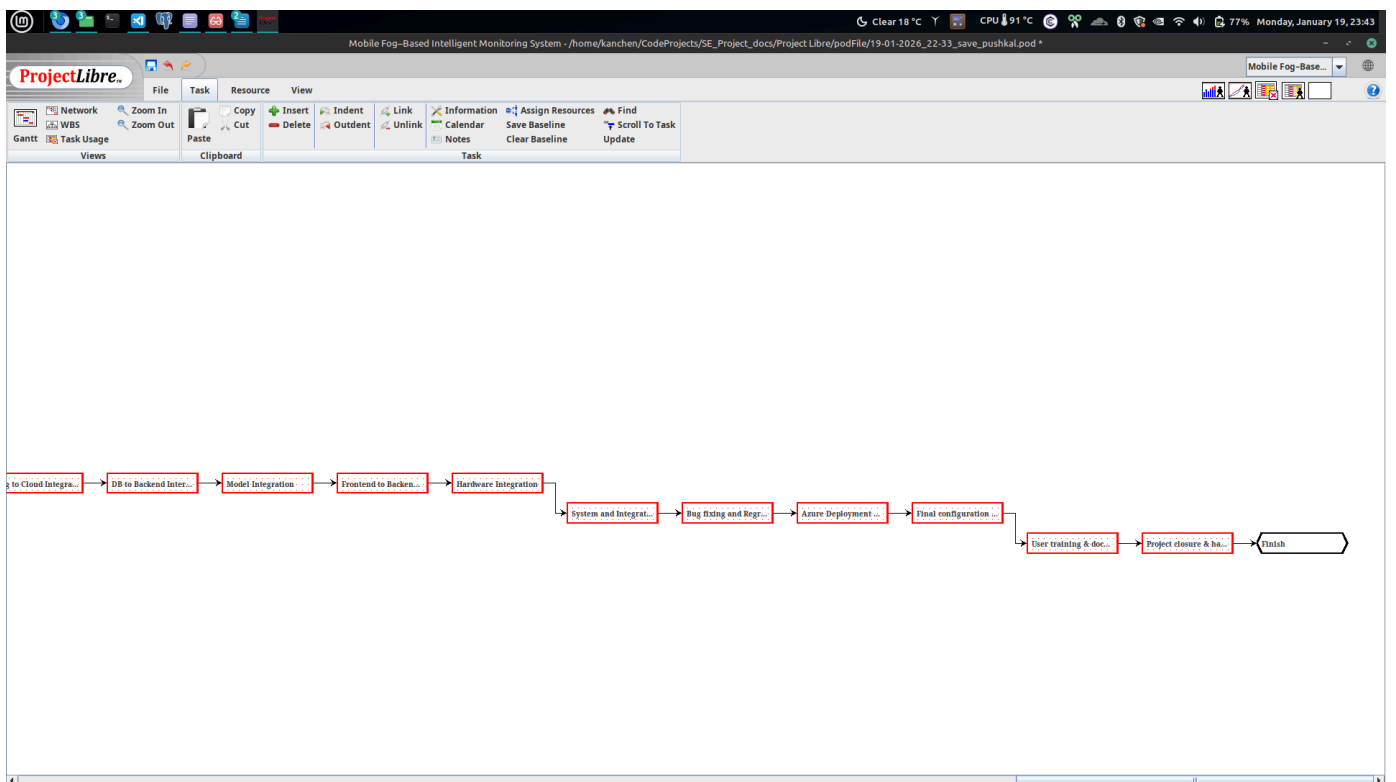 Clear 18 °C CPU 91 °C 77% Monday, January 19, 23:43
Mobile Fog-Based Intelligent Monitoring System - /home/kanchen/CodeProjects/SE_Project_docs/Project Libre/podFile/19-01-2026_22-33_save_pushkal.pod *
ProjectLibre
Mobile Fog-Base...
File Task Resource View
Network Zoom In Copy Insert Indent Link Information Assign Resources Find
WBS Zoom Out Cut Delete Outdent Unlink Calendar Save Baseline Scroll To Task
Gantt Task Usage Paste Notes Clear Baseline Update
Views Clipboard Task
g to Cloud Integra... DB to Backend Inter... Model Integration Frontend to Backen... Hardware Integration
System and Integrat... Bug fixing and Regr... Azure Deployment ... Final configuration ...
User training & doc... Project closure & ha... Finish